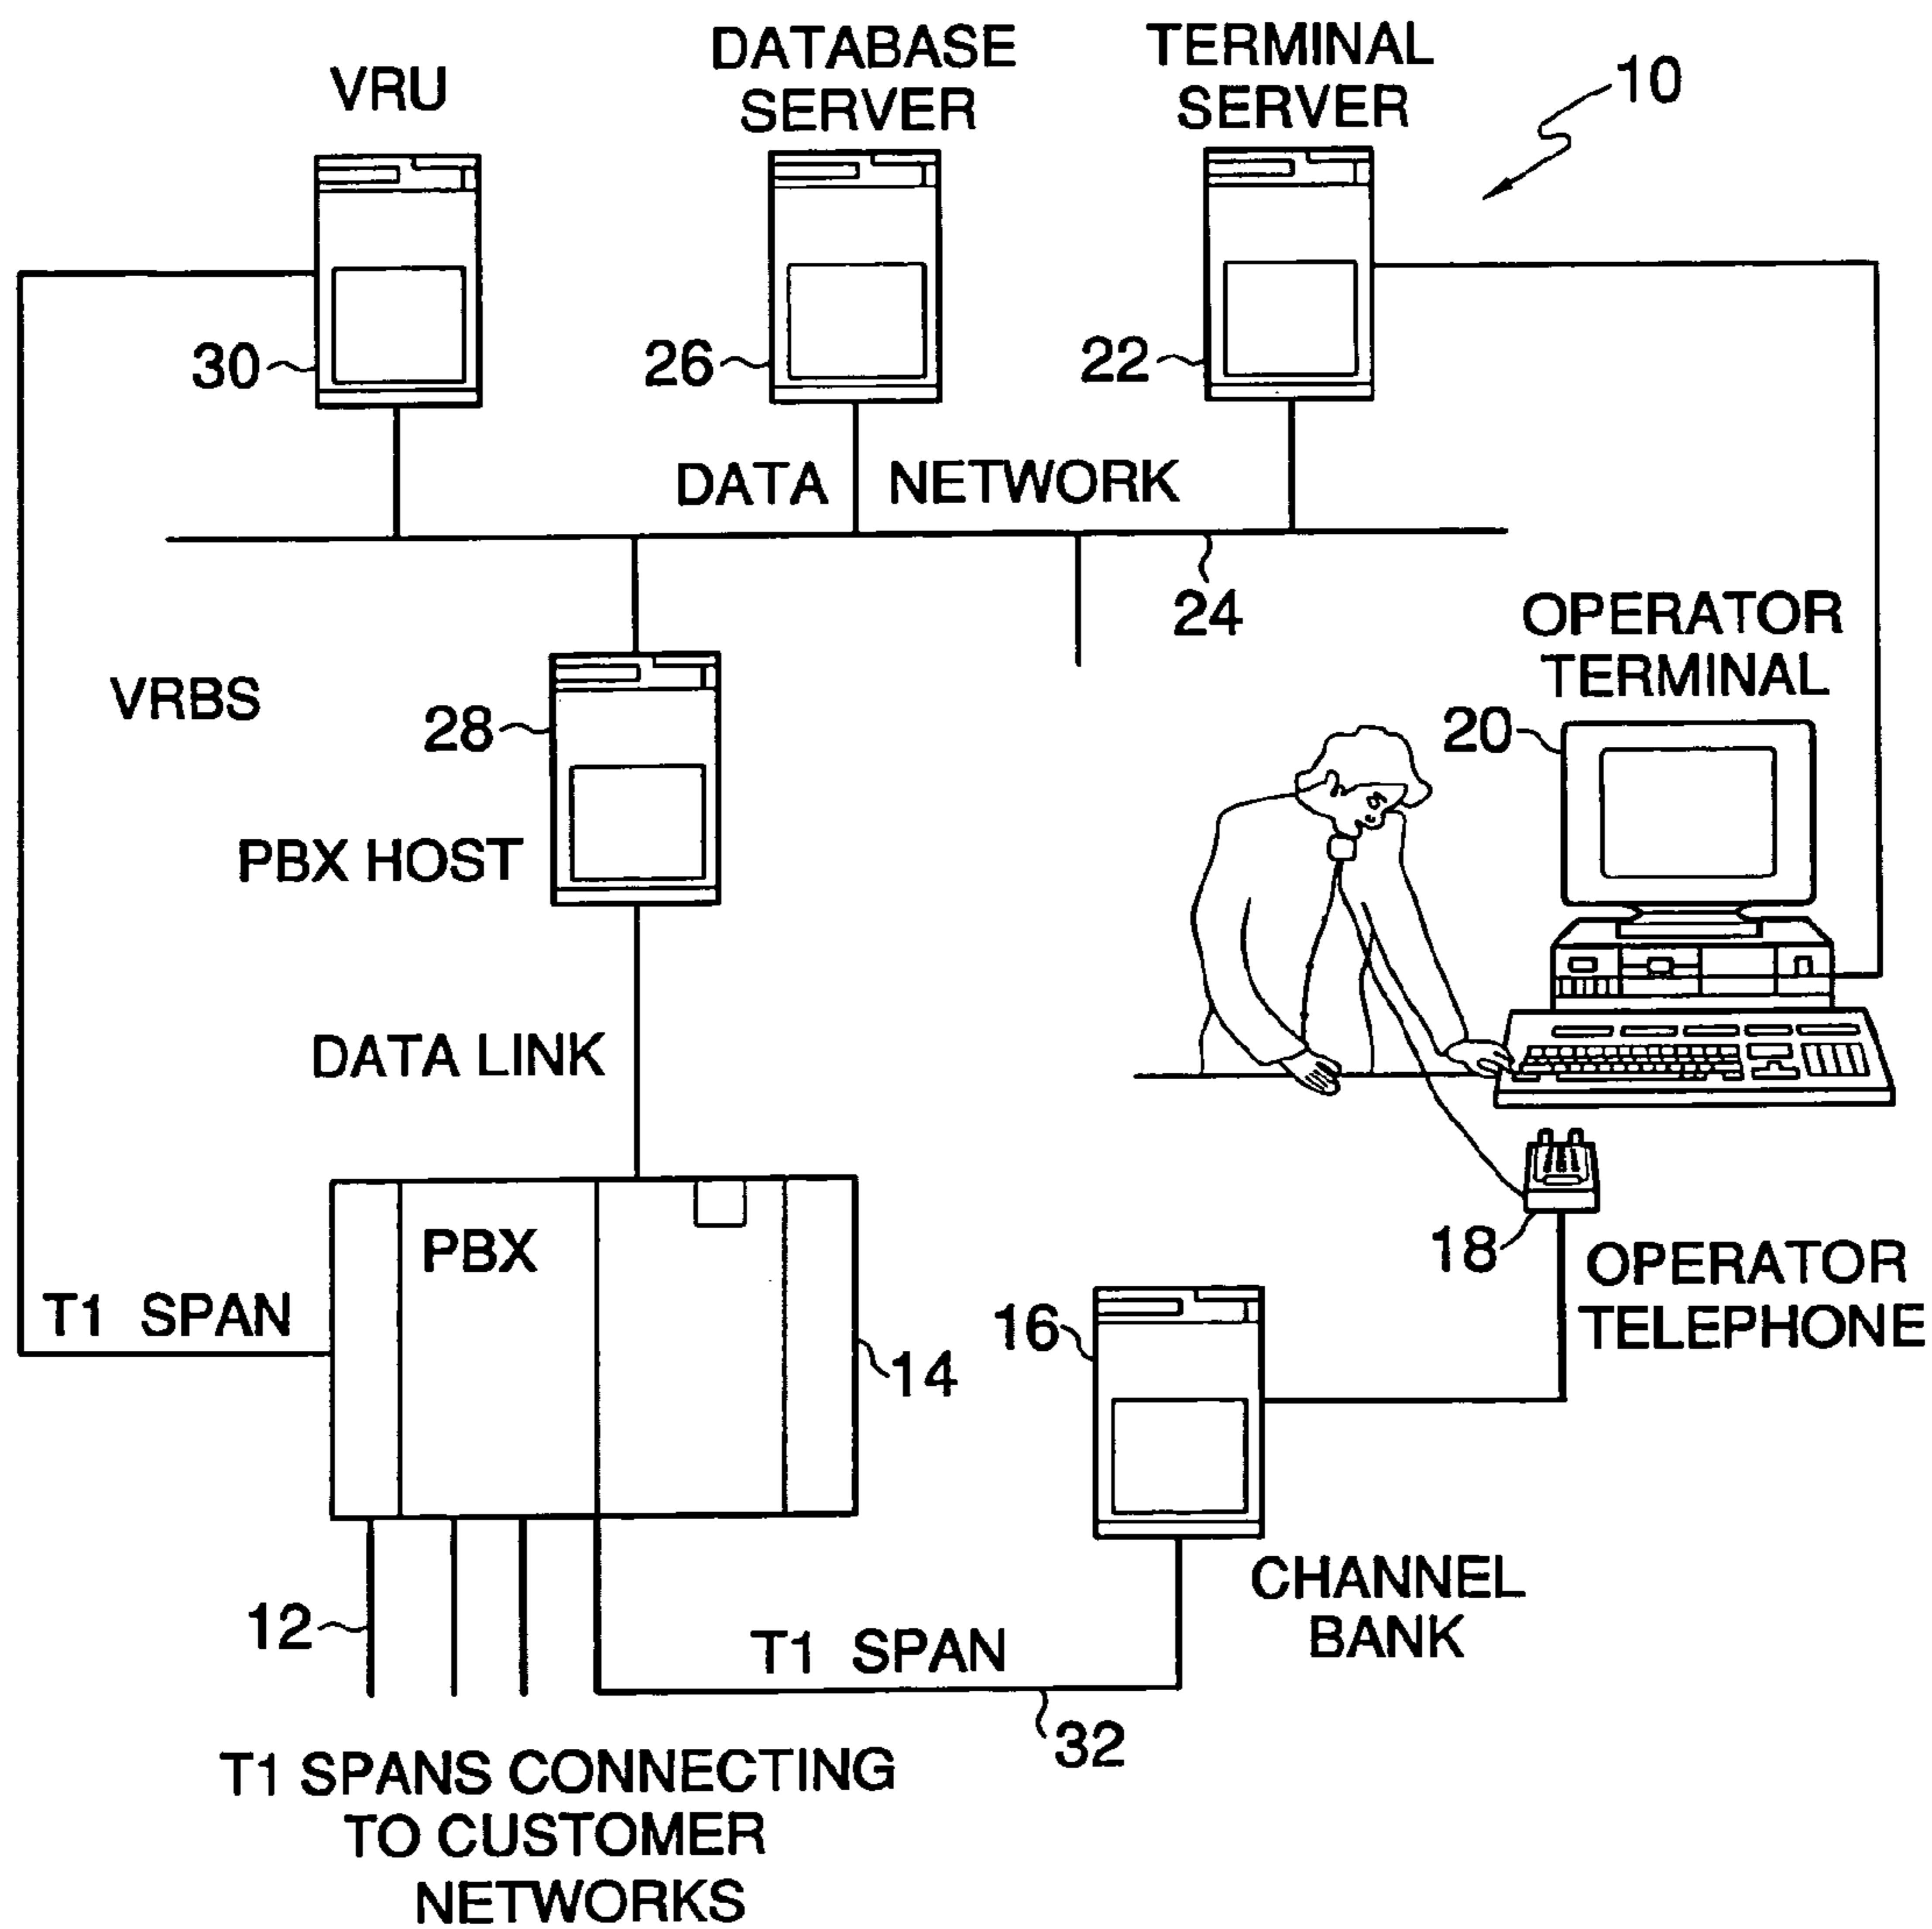 VRU
DATABASE
SERVER
TERMINAL
SERVER
10
30
26
22
DATA NETWORK
24
VRBS
28
PBX HOST
OPERATOR
TERMINAL
20
DATA LINK
PBX
T1 SPAN
14
16
18
OPERATOR
TELEPHONE
CHANNEL
BANK
12
T1 SPAN
32
T1 SPANS CONNECTING
TO CUSTOMER
NETWORKS